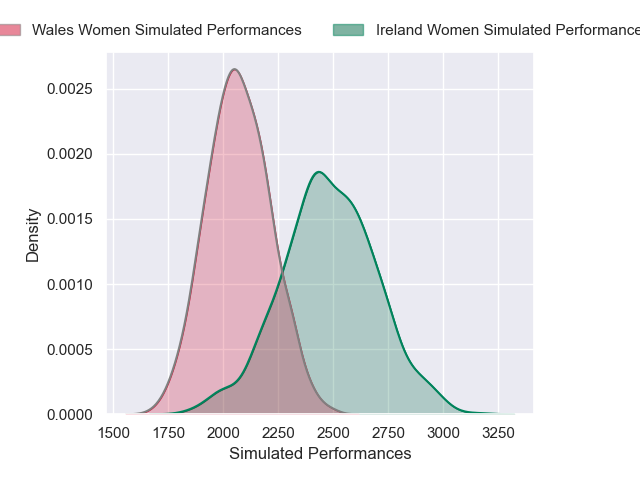 Wales Women Simulated Performances Ireland Women Simulated Performance
0.0025
0.0020
0.0015
0.0010
0.0005
0.0000
Density
1500 1750 2000 2250 2500 2750 3000 3250
Simulated Performances